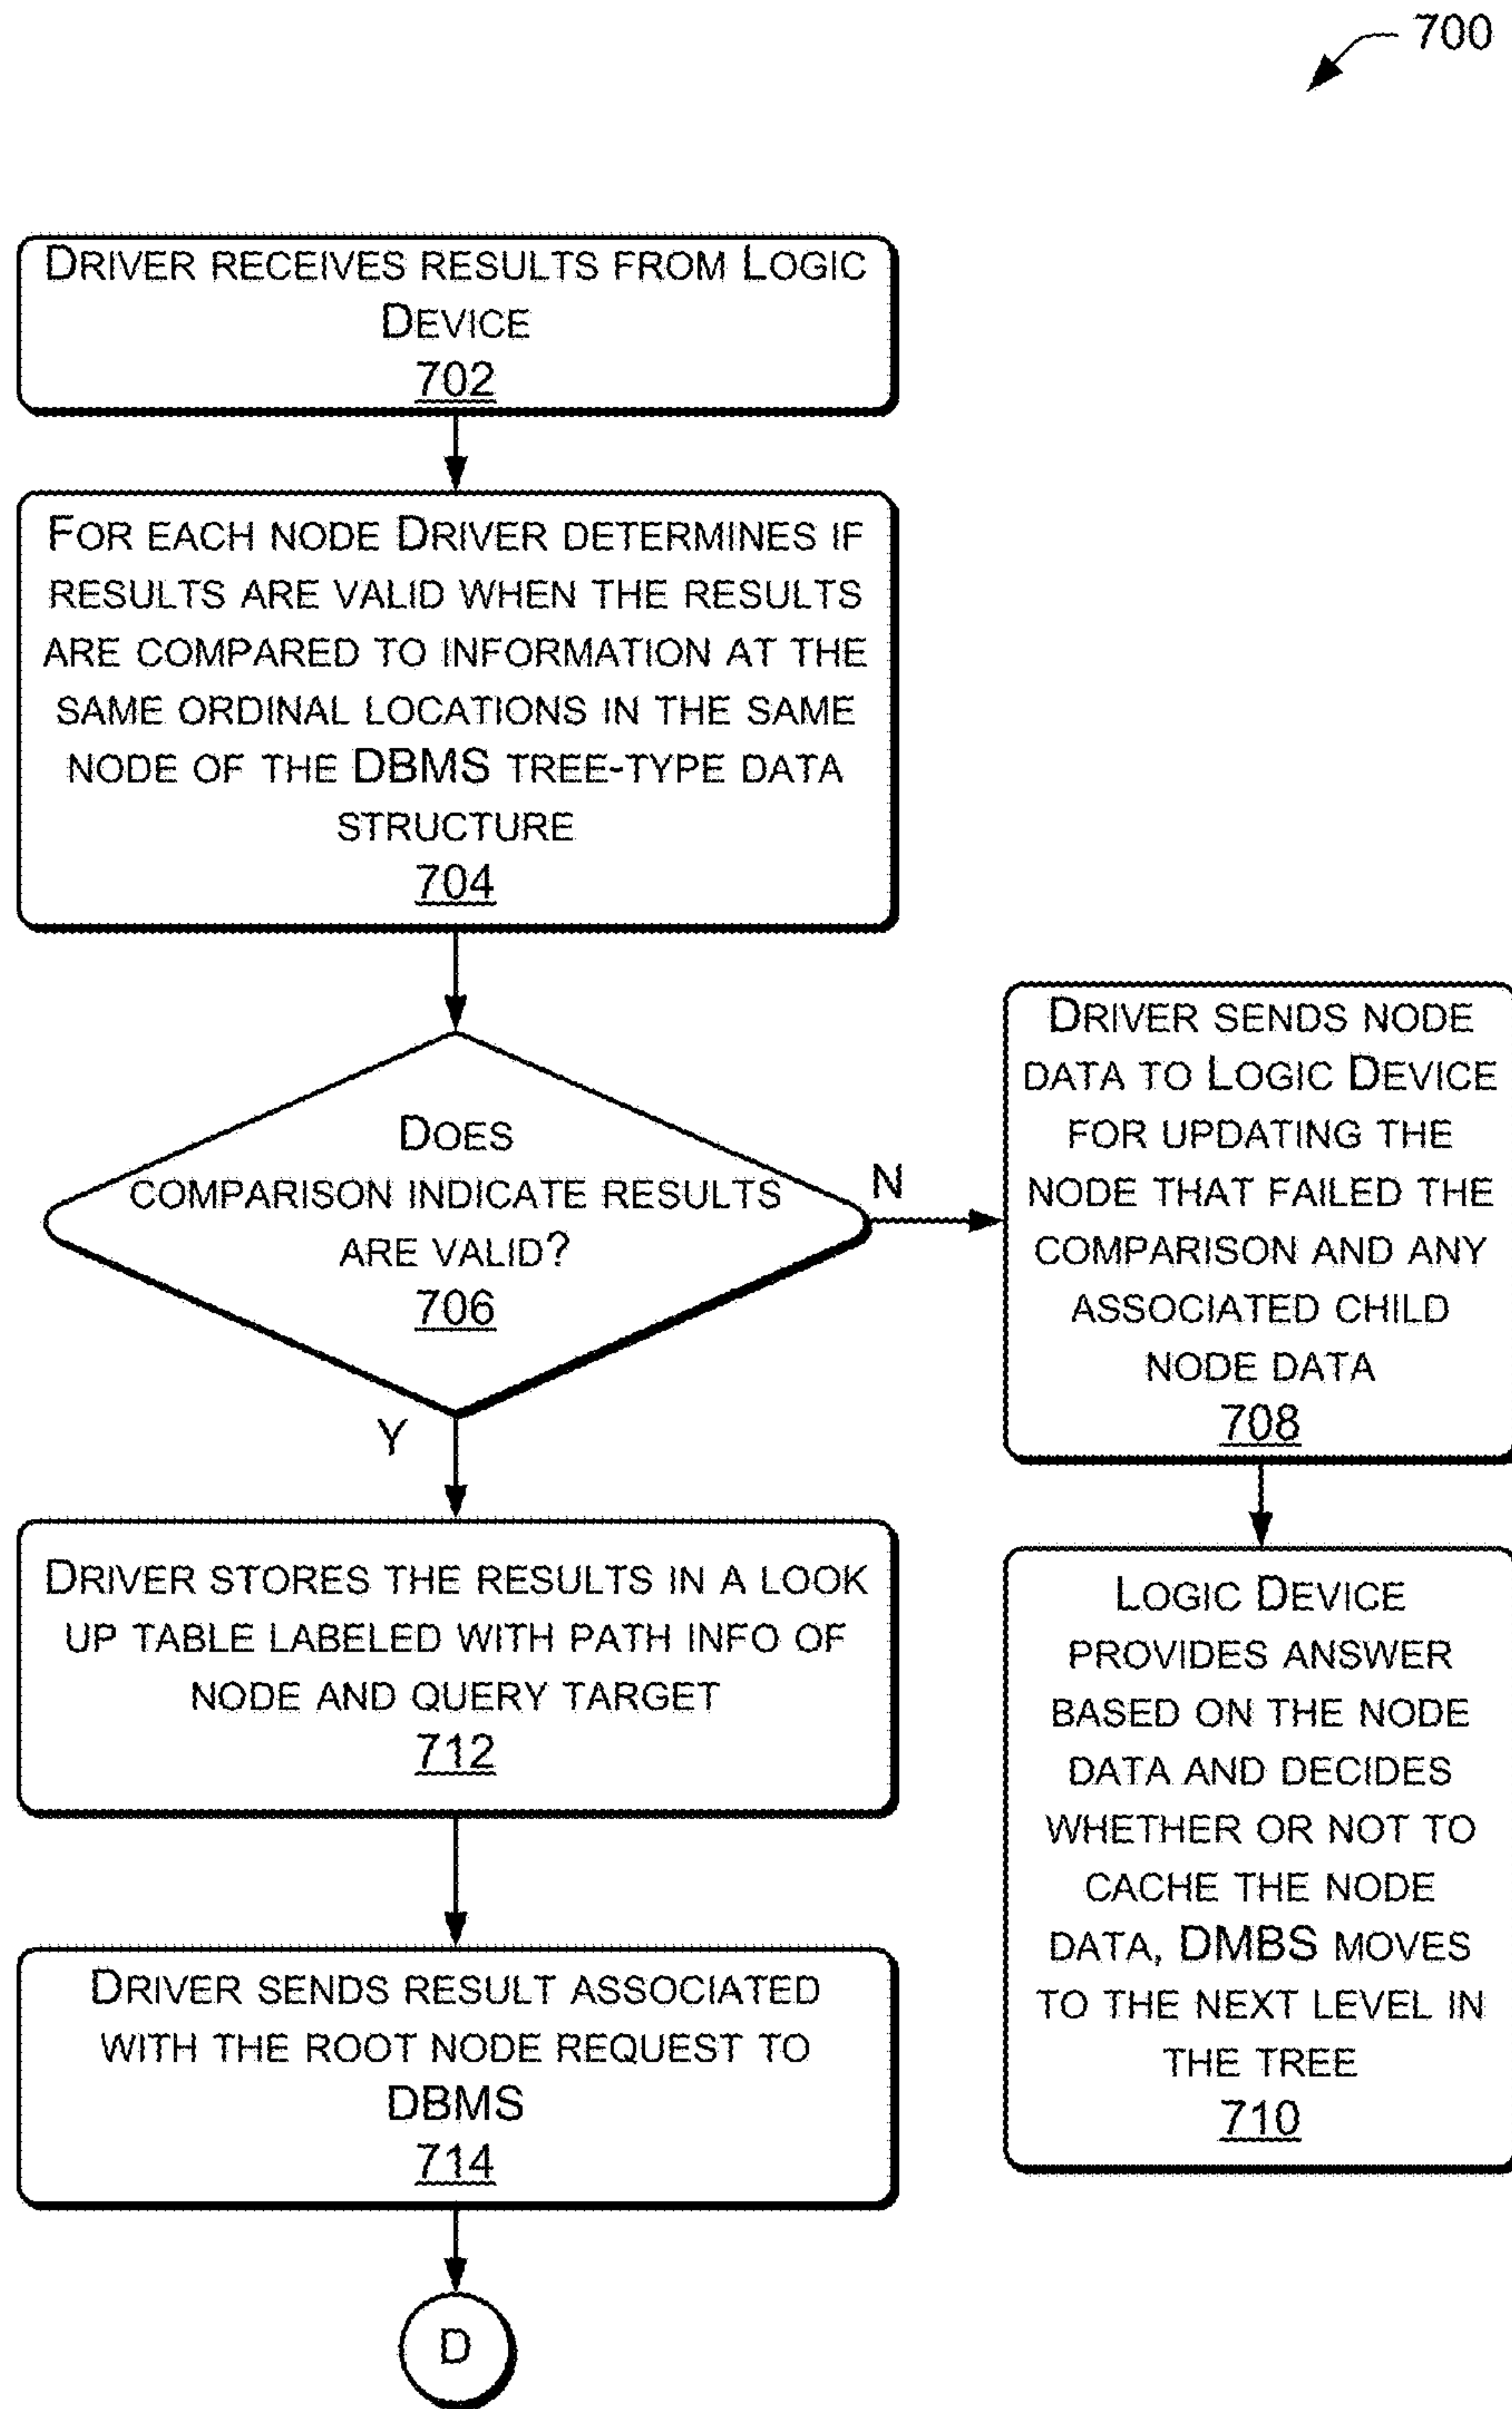 700
DRIVER RECEIVES RESULTS FROM LOGIC
DEVICE
702
FOR EACH NODE DRIVER DETERMINES IF
RESULTS ARE VALID WHEN THE RESULTS
ARE COMPARED TO INFORMATION AT THE
SAME ORDINAL LOCATIONS IN THE SAME
NODE OF THE DBMS TREE-TYPE DATA
STRUCTURE
704
DOES
COMPARISON INDICATE RESULTS
ARE VALID?
706
N
Y
DRIVER SENDS NODE
DATA TO LOGIC DEVICE
FOR UPDATING THE
NODE THAT FAILED THE
COMPARISON AND ANY
ASSOCIATED CHILD
NODE DATA
708
LOGIC DEVICE
PROVIDES ANSWER
BASED ON THE NODE
DATA AND DECIDES
WHETHER OR NOT TO
CACHE THE NODE
DATA, DMBS MOVES
TO THE NEXT LEVEL IN
THE TREE
710
DRIVER STORES THE RESULTS IN A LOOK
UP TABLE LABELED WITH PATH INFO OF
NODE AND QUERY TARGET
712
DRIVER SENDS RESULT ASSOCIATED
WITH THE ROOT NODE REQUEST TO
DBMS
714
D